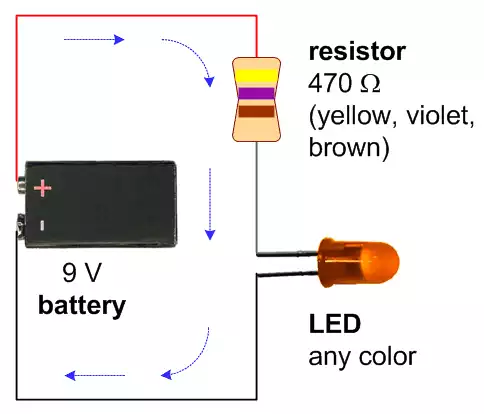 resistor
470 Ω
(yellow, violet,
brown)
+
-
9 V
battery
LED
any color